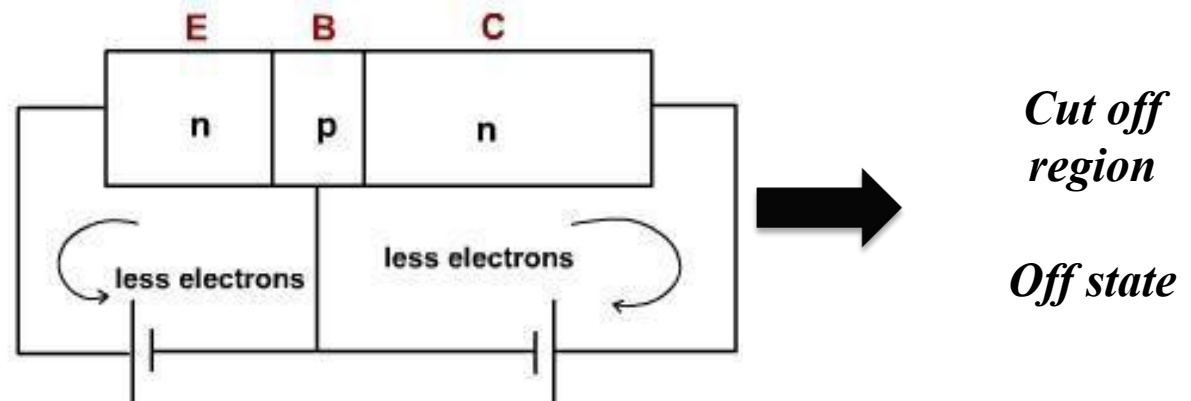 E B C
n p n
less electrons
less electrons
Cut off
region
Off state